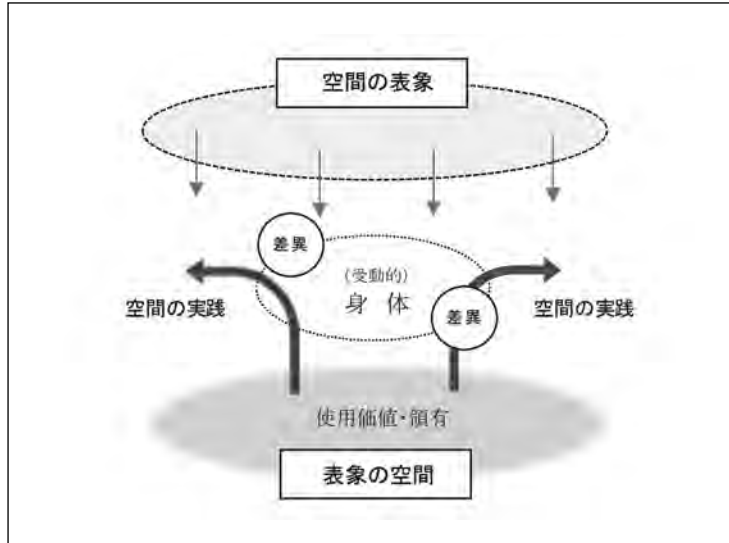 空間の表象
差異
(受動的)
身体
空間の実践
差異
空間の実践
使用価値・領有
表象の空間